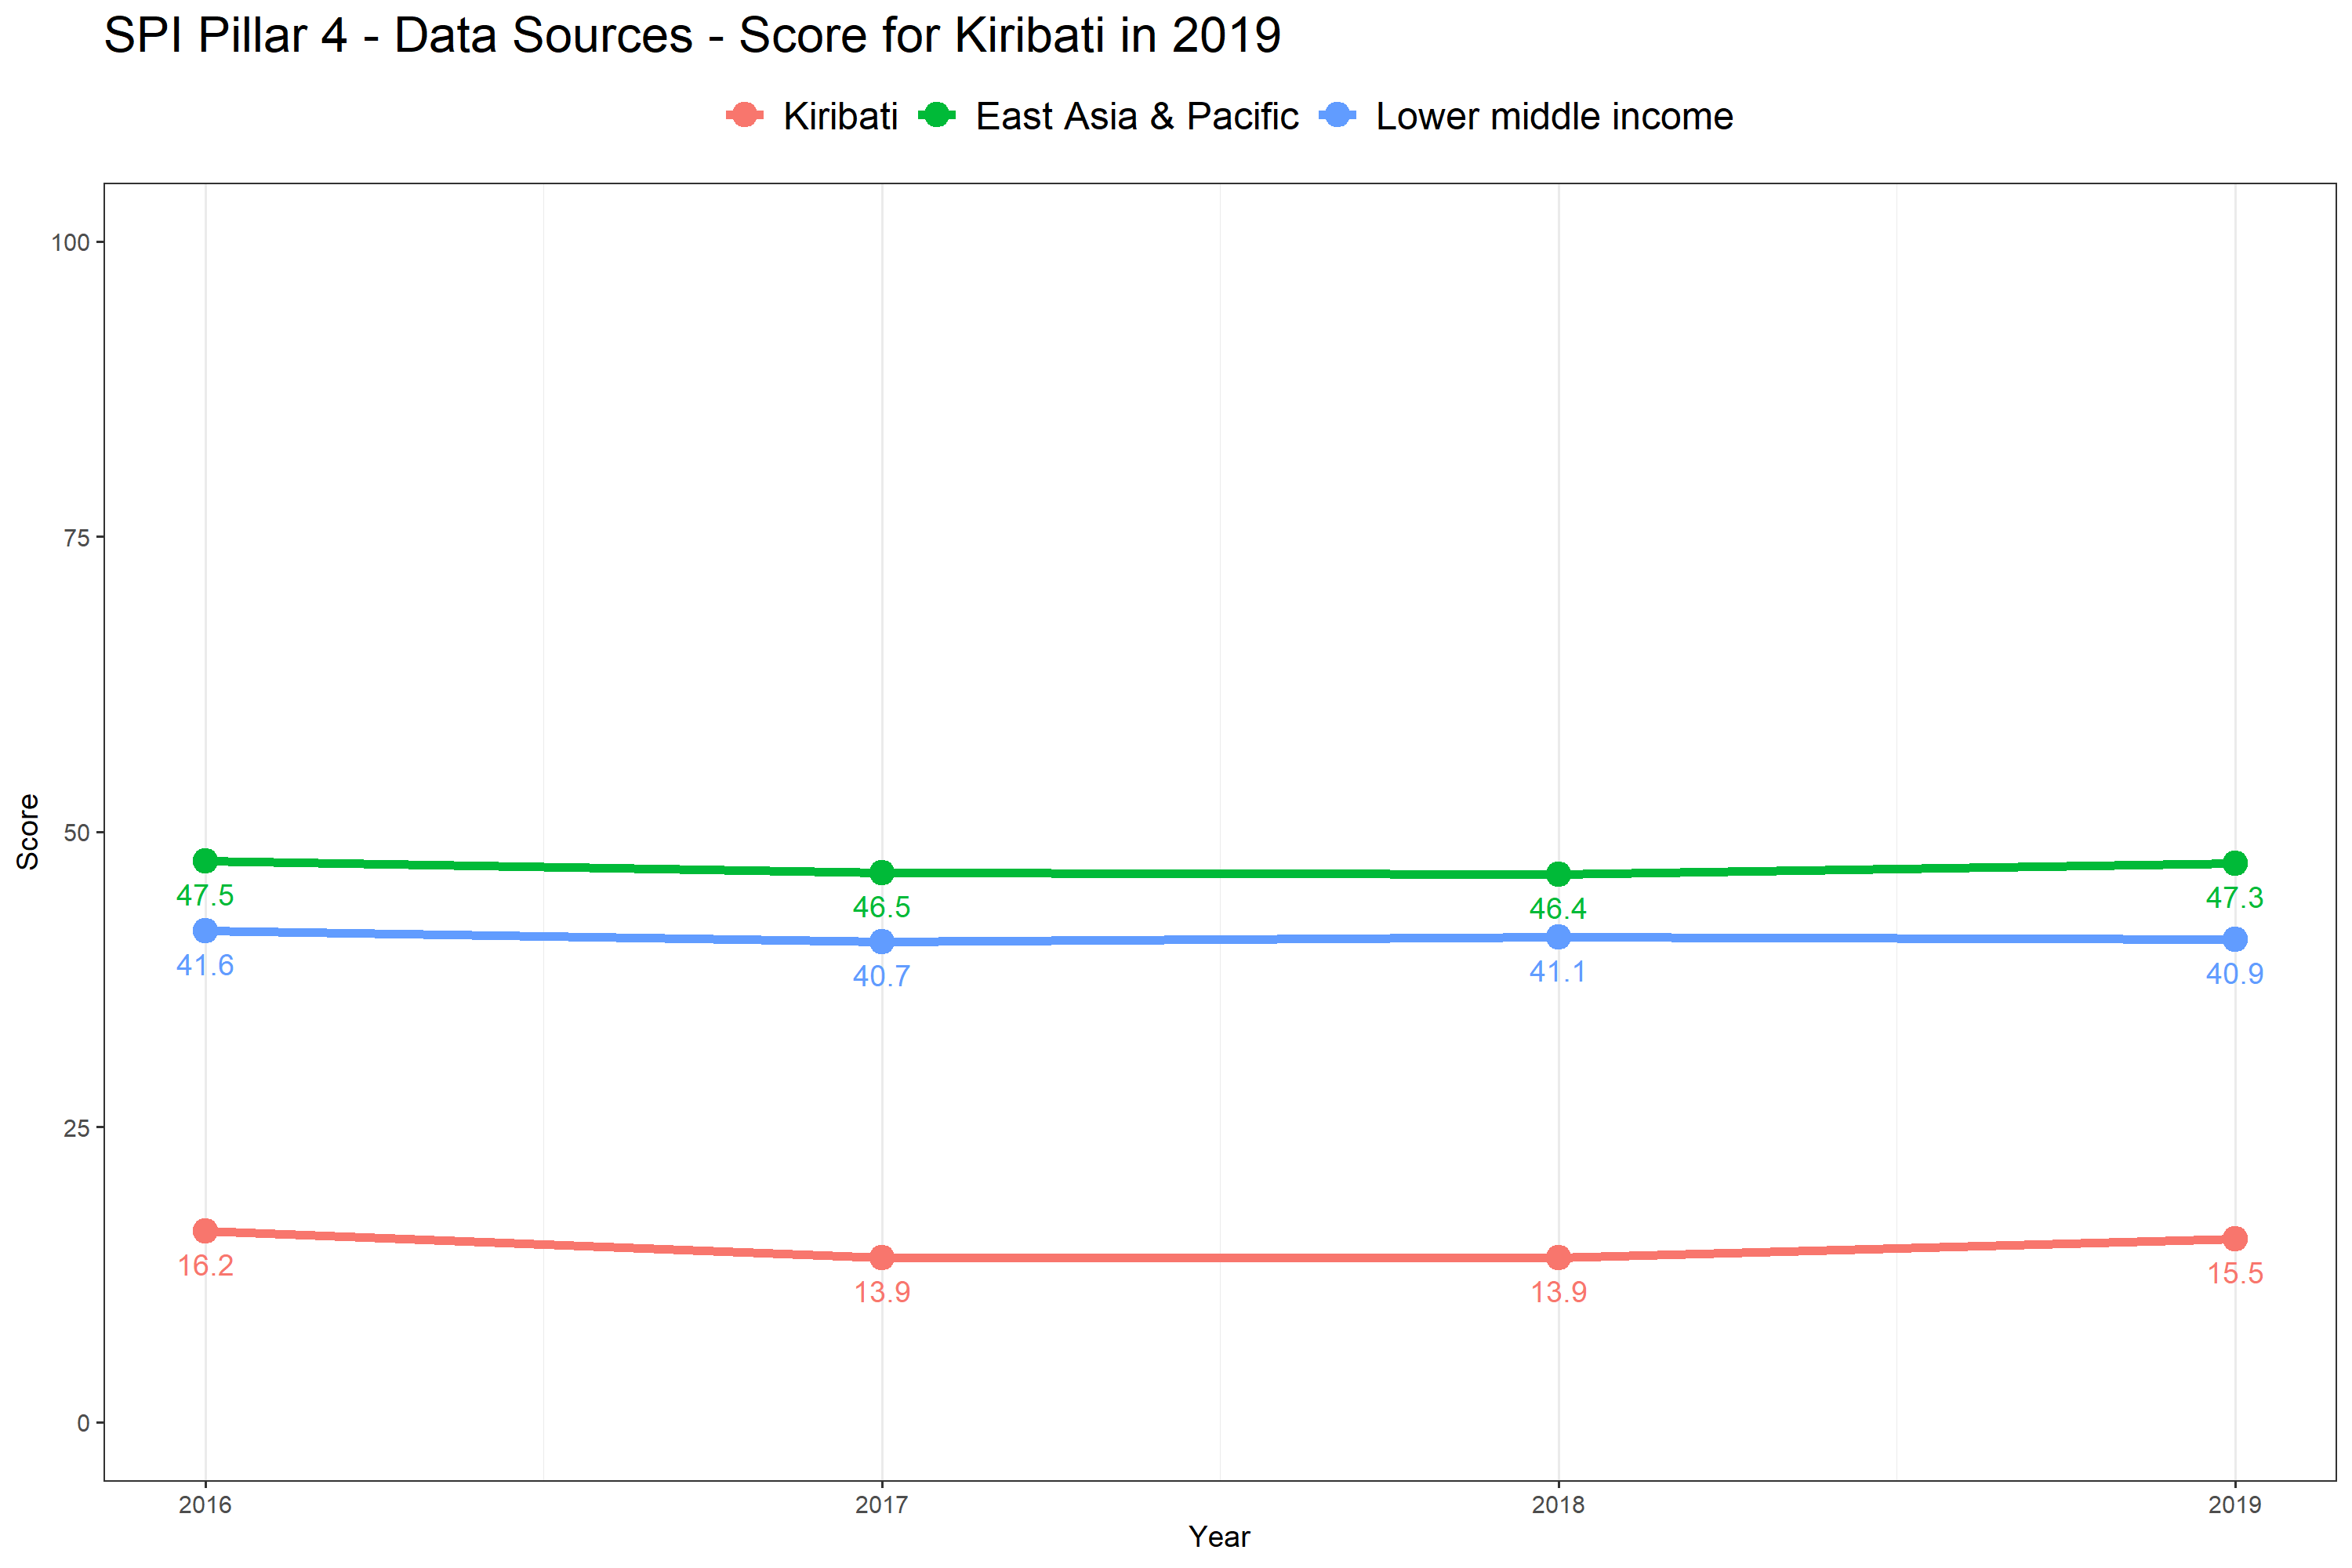 SPI Pillar 4 - Data Sources - Score for Kiribati in 2019
Kiribati East Asia & Pacific Lower middle income
100
75
50
25
0
Score
47.5 46.5 46.4 47.3
41.6 40.7 41.1 40.9
16.2 13.9 13.9 15.5
2016 2017 2018 2019
Year